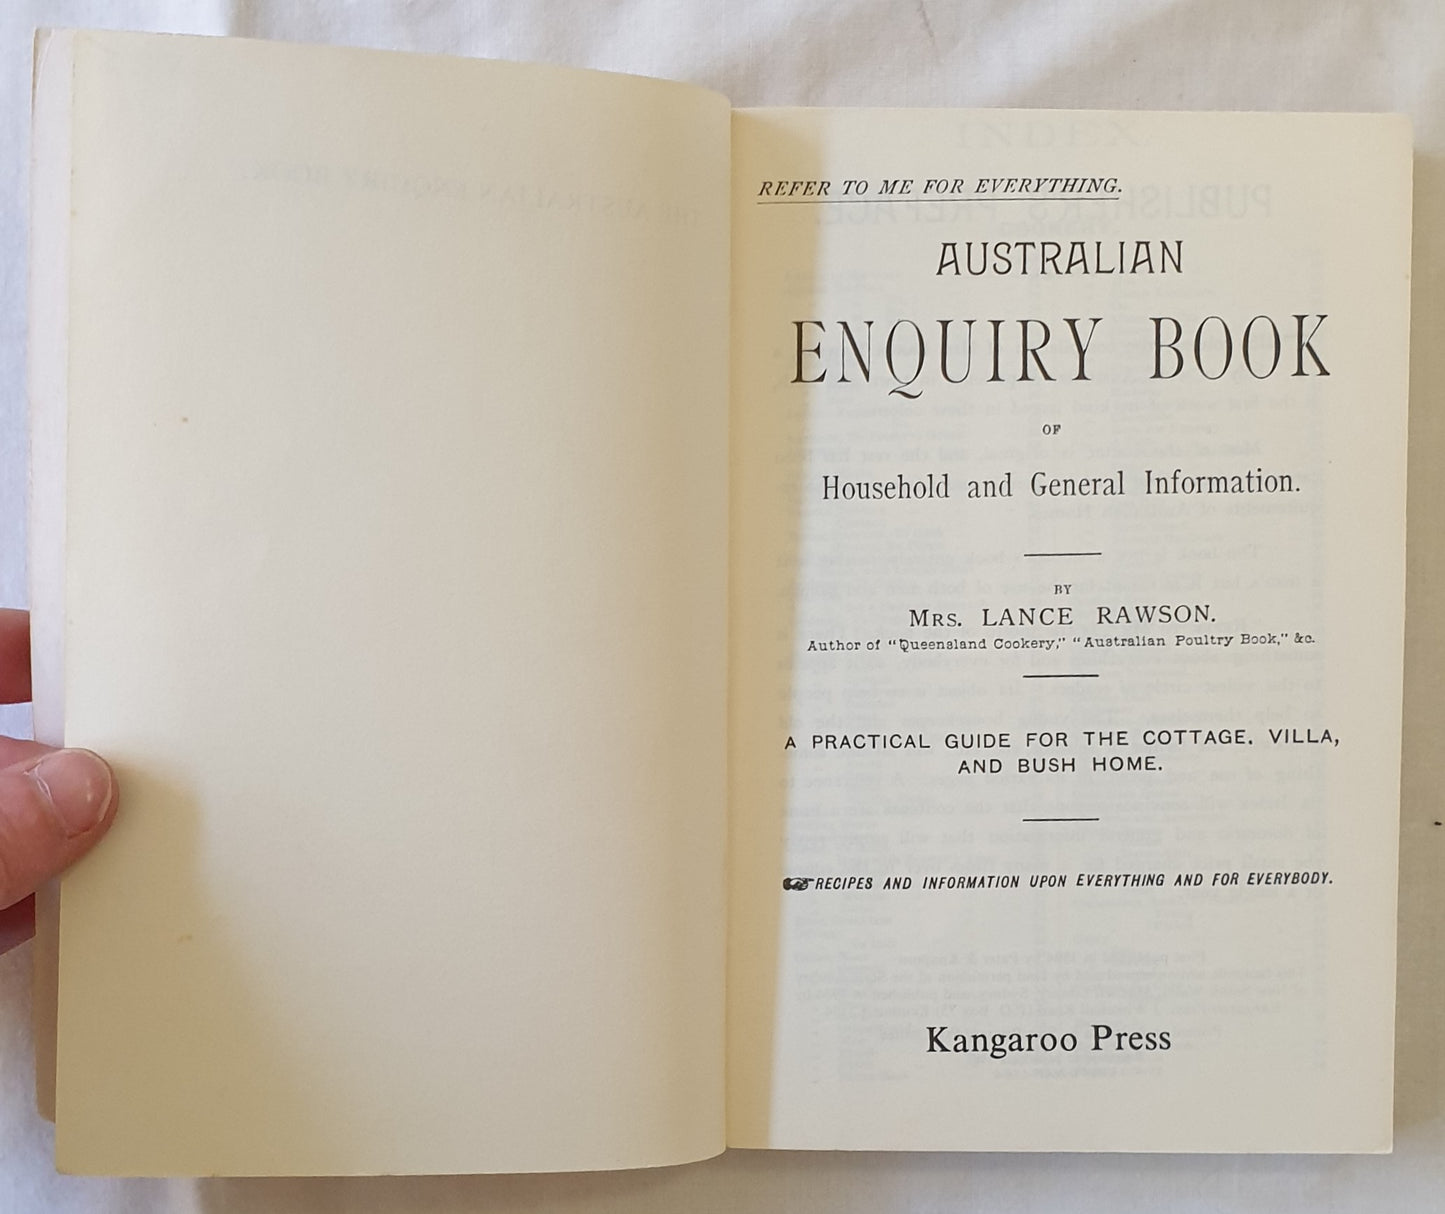 REFER TO ME FOR EVERYTHING.
AUSTRALIAN
ENQUIRY BOOK
OF
Household and General Information.
BY
MRS. LANCE RAWSON.
Author of "Queensland Cookery," "Australian Poultry Book," &c.
A PRACTICAL GUIDE FOR THE COTTAGE, VILLA,
AND BUSH HOME.
RECIPES AND INFORMATION UPON EVERYTHING AND FOR EVERYBODY.
Kangaroo Press